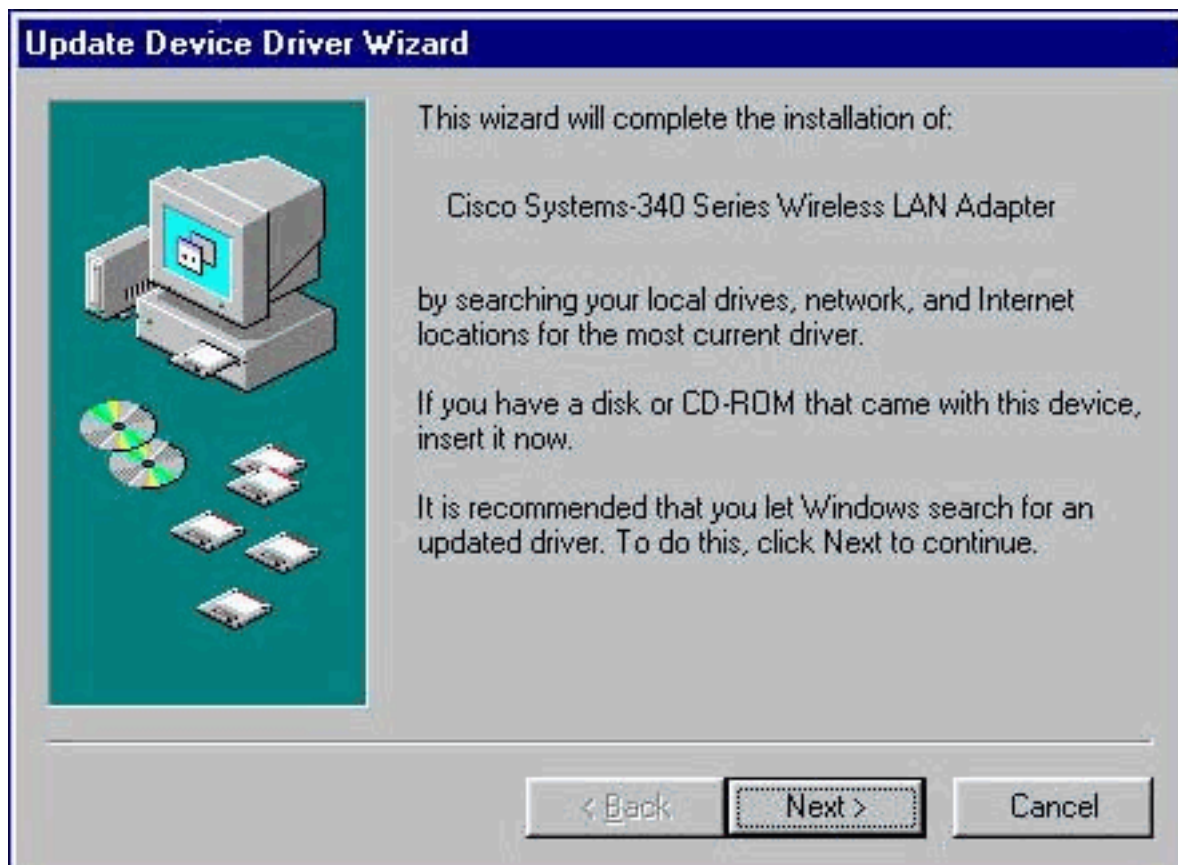 Update Device Driver Wizard
This wizard will complete the installation of:
Cisco Systems-340 Series Wireless LAN Adapter
by searching your local drives, network, and Internet
locations for the most current driver.
If you have a disk or CD-ROM that came with this device,
insert it now.
It is recommended that you let Windows search for an
updated driver. To do this, click Next to continue.
< Back
Next >
Cancel